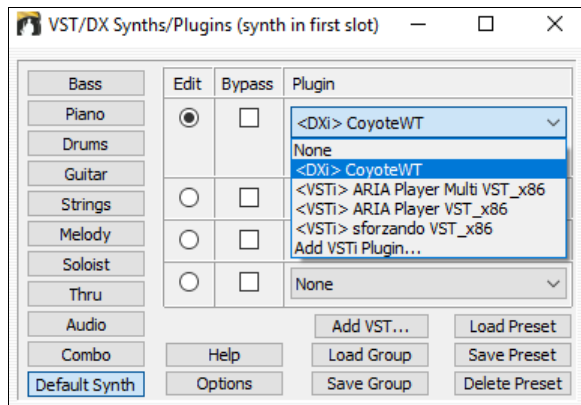 VST/DX Synths/Plugins (synth in first slot)
Bass
Piano
Drums
Guitar
Strings
Melody
Soloist
Thru
Audio
Combo
Default Synth
Edit Bypass Plugin
<DXi> CoyoteWT
None
<DXi> CoyoteWT
<VSTi> ARIA Player Multi VST_x86
<VSTi> ARIA Player VST_x86
<VSTi> sforzando VST_x86
Add VSTi Plugin...
None
Add VST... Load Preset
Help Load Group Save Preset
Options Save Group Delete Preset